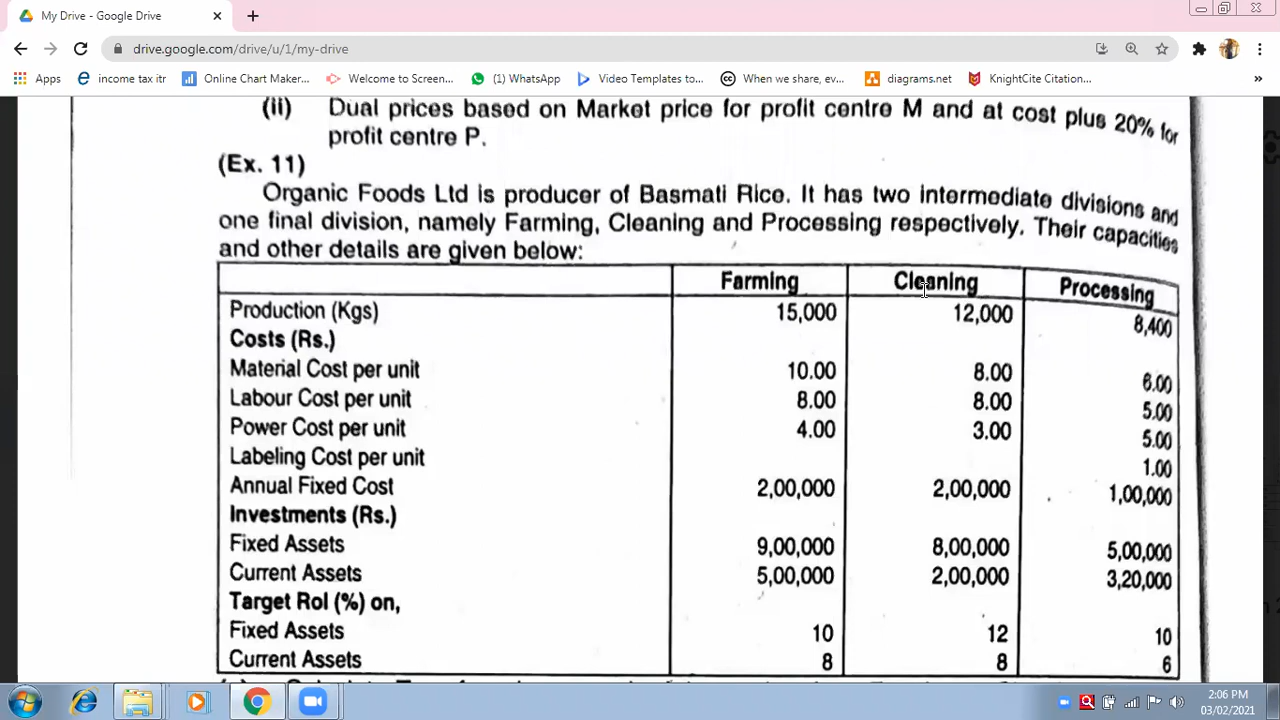 My Drive - Google Drive
drive.google.com/drive/u/1/my-drive
Apps income tax itr Online Chart Maker... Welcome to Screen... (1) WhatsApp Video Templates to... When we share, ev... diagrams.net KnightCite Citation... »
(ii) Dual prices based on Market price for profit centre M and at cost plus 20% for
profit centre P.
(Ex. 11)
Organic Foods Ltd is producer of Basmati Rice. It has two intermediate divisions and
one final division, namely Farming, Cleaning and Processing respectively. Their capacities
and other details are given below:
Farming Cleaning Processing
Production (Kgs) 15,000 12,000 8,400
Costs (Rs.)
Material Cost per unit 10.00 8.00 6.00
Labour Cost per unit 8.00 8.00 5.00
Power Cost per unit 4.00 3.00 5.00
Labeling Cost per unit 1.00
Annual Fixed Cost 2,00,000 2,00,000 1,00,000
Investments (Rs.)
Fixed Assets 9,00,000 8,00,000 5,00,000
Current Assets 5,00,000 2,00,000 3,20,000
Target RoI (%) on,
Fixed Assets 10 12 10
Current Assets 8 8 6
2:06 PM
03/02/2021